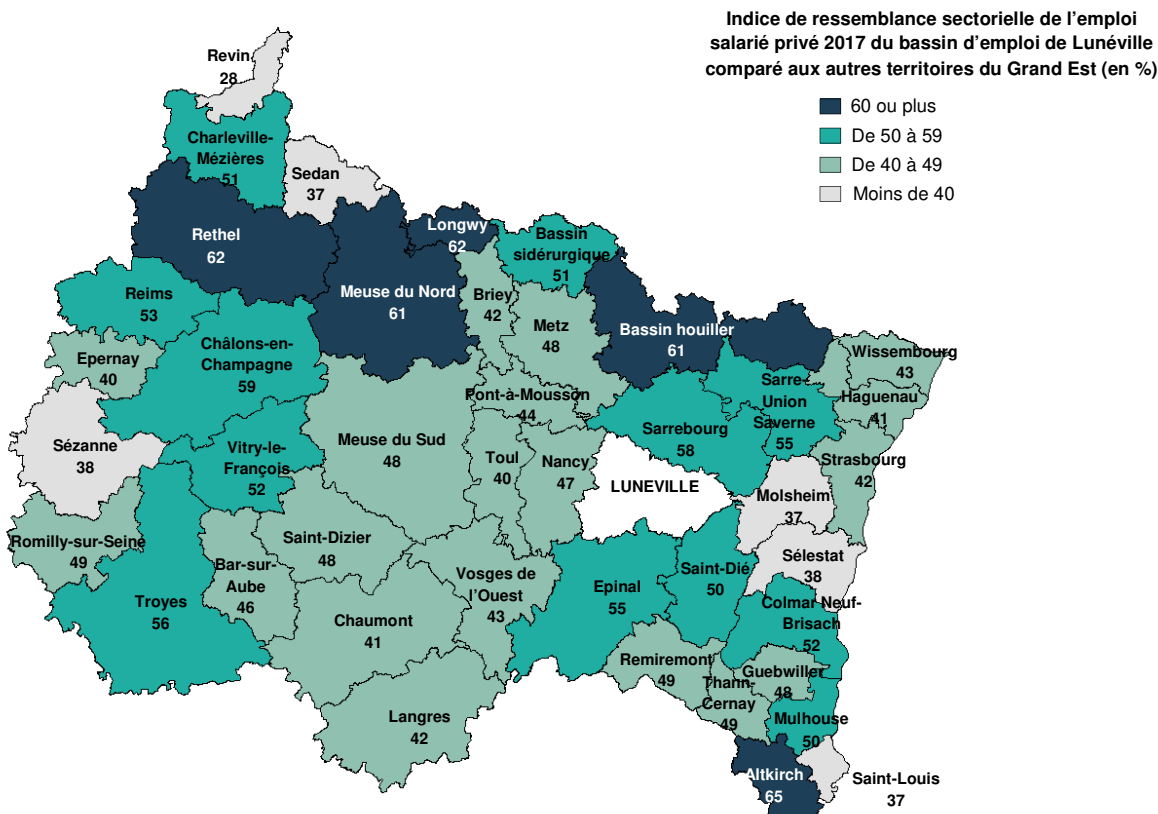 Indice de ressemblance sectorielle de l'emploi
salarié privé 2017 du bassin d'emploi de Lunéville
comparé aux autres territoires du Grand Est (en %)
60 ou plus
De 50 à 59
De 40 à 49
Moins de 40
Revin
28
Charleville-
Mézières
51
Sedan
37
Rethel
62
Longwy
62
Bassin
sidérurgique
51
Meuse du Nord
61
Briey
42
Metz
48
Bassin houiller
61
Reims
53
Châlons-en-
Champagne
59
Epernay
40
Wissembourg
43
Sarre-
Union
Saverne
55
Haguenau
41
Pont-à-Mousson
44
Sézanne
38
Vitry-le-
François
52
Meuse du Sud
48
Toul
40
Nancy
47
Sarrebourg
58
Strasbourg
42
LUNEVILLE
Molsheim
37
Romilly-sur-Seine
49
Bar-sur-
Aube
46
Saint-Dizier
48
Vosges de
l'Ouest
43
Epinal
55
Saint-Dié
50
Sélestat
38
Troyes
56
Chaumont
41
Colmar Neuf-
Brisach
52
Remiremont
49
Guebwiller
48
Thann-
Cernay
49
Langres
42
Mulhouse
50
Altkirch
65
Saint-Louis
37